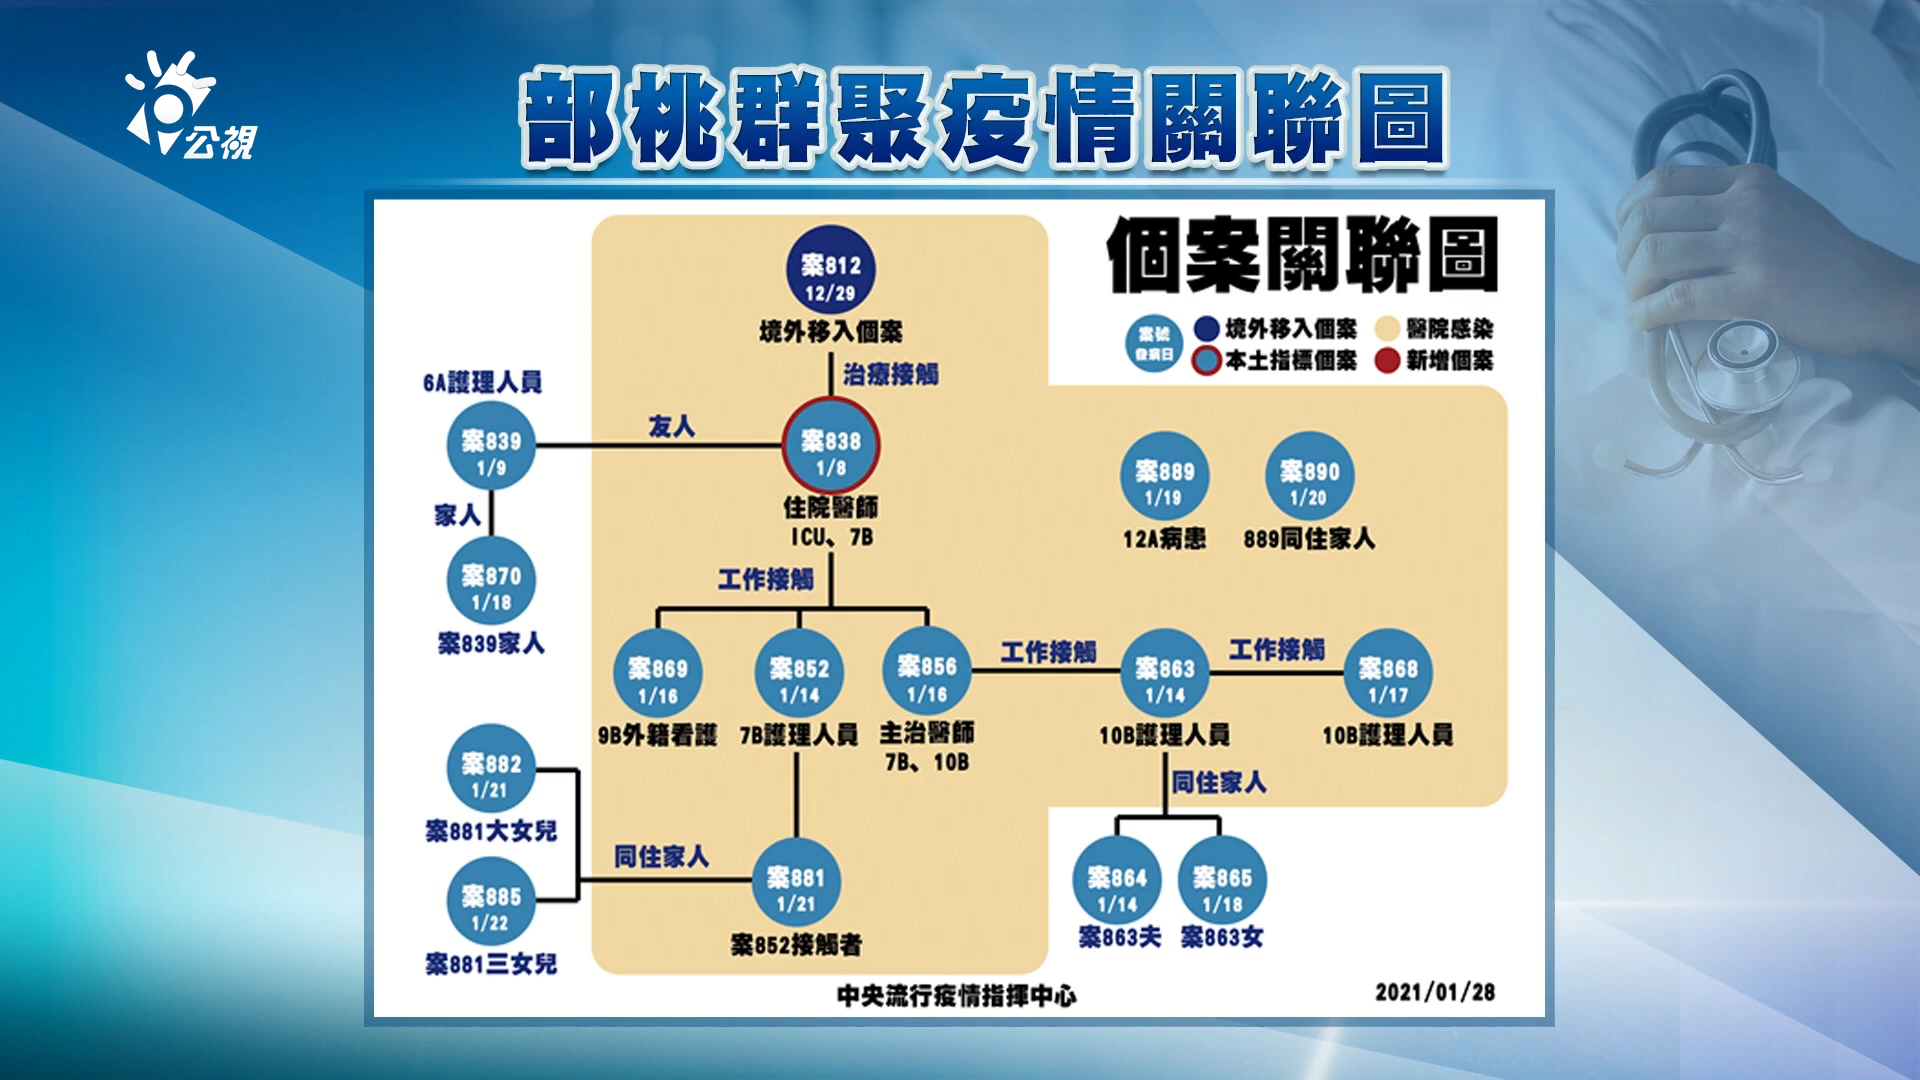 公視
部桃群聚疫情關聯圖
個案關聯圖
案號
發病日
境外移入個案
醫院感染
本土指標個案
新增個案
案812
12/29
境外移入個案
治療接觸
6A護理人員
案839
1/9
友人
案838
1/8
住院醫師
ICU、7B
家人
案870
1/18
案839家人
案889
1/19
12A病患
案890
1/20
889同住家人
工作接觸
案869
1/16
9B外籍看護
案852
1/14
7B護理人員
案856
1/16
主治醫師
7B、10B
工作接觸
案863
1/14
10B護理人員
工作接觸
案868
1/17
10B護理人員
案882
1/21
案881大女兒
案885
1/22
案881三女兒
同住家人
案881
1/21
案852接觸者
同住家人
案864
1/14
案863夫
案865
1/18
案863女
中央流行疫情指揮中心
2021/01/28